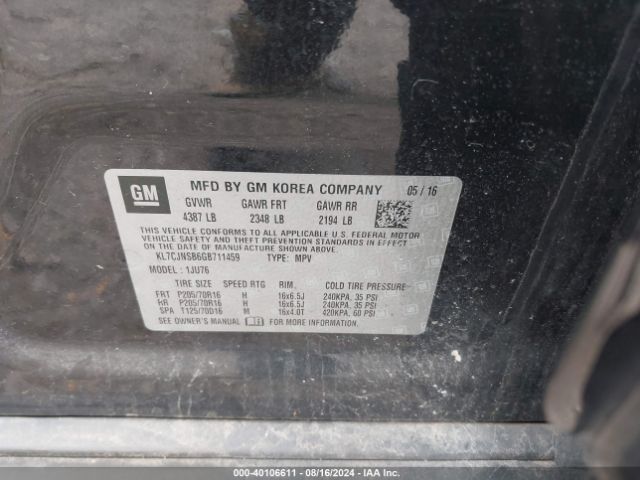 GM
MFD BY GM KOREA COMPANY 05 / 16
GVWR GAWR FRT GAWR RR
4387 LB 2348 LB 2194 LB
THIS VEHICLE CONFORMS TO ALL APPLICABLE U.S. FEDERAL MOTOR
VEHICLE SAFETY, BUMPER, AND THEFT PREVENTION STANDARDS IN EFFECT
ON THE DATE OF MANUFACTURE SHOWN ABOVE.
KL7CJNSB6GB711459 TYPE: MPV
MODEL : 1JU76
TIRE SIZE SPEED RTG RIM. COLD TIRE PRESSURE
FRT P205/70R16 H 16x6.5J 240KPA, 35 PSI
RR P205/70R16 H 16x6.5J 240KPA, 35 PSI
SPA T125/70D16 M 16x4.0T 420KPA, 60 PSI
SEE OWNER'S MANUAL FOR MORE INFORMATION.
000-40106611 - 08/16/2024 - IAA Inc.